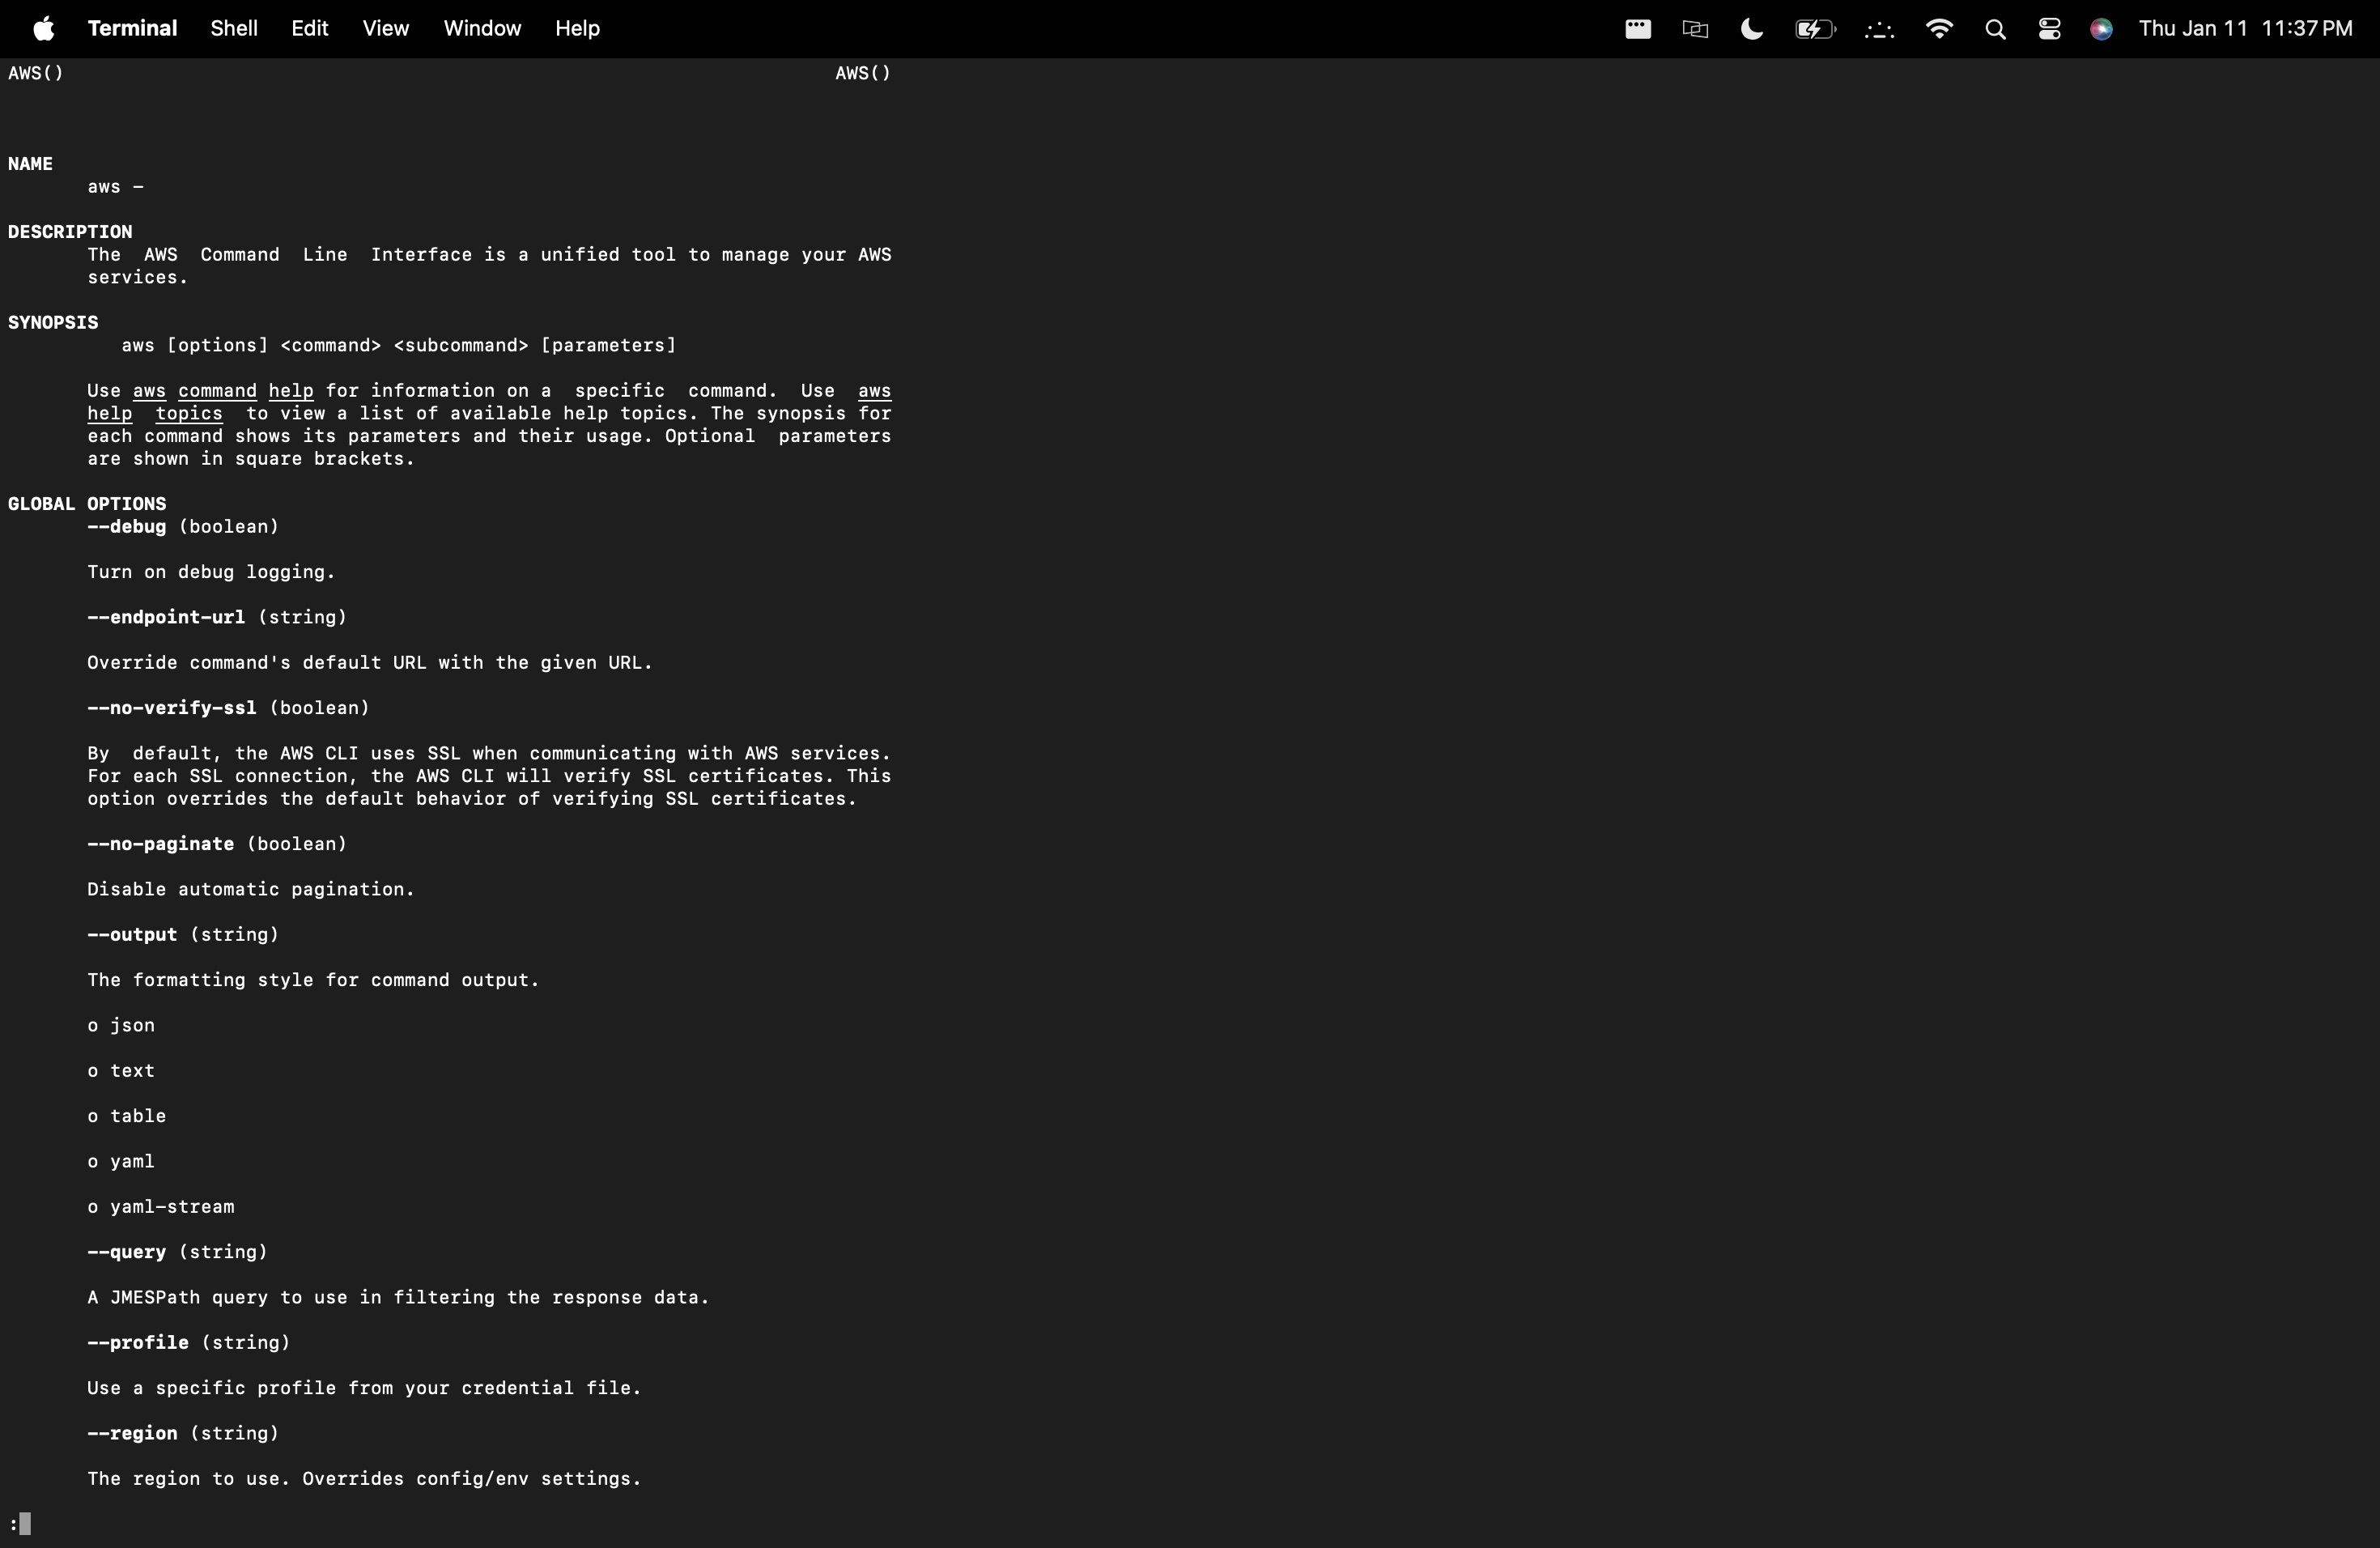 Terminal Shell Edit View Window Help Thu Jan 11 11:37 PM
AWS() AWS()
NAME
aws -
DESCRIPTION
The AWS Command Line Interface is a unified tool to manage your AWS
services.
SYNOPSIS
aws [options] <command> <subcommand> [parameters]
Use aws command help for information on a specific command. Use aws
help topics to view a list of available help topics. The synopsis for
each command shows its parameters and their usage. Optional parameters
are shown in square brackets.
GLOBAL OPTIONS
--debug (boolean)
Turn on debug logging.
--endpoint-url (string)
Override command's default URL with the given URL.
--no-verify-ssl (boolean)
By default, the AWS CLI uses SSL when communicating with AWS services.
For each SSL connection, the AWS CLI will verify SSL certificates. This
option overrides the default behavior of verifying SSL certificates.
--no-paginate (boolean)
Disable automatic pagination.
--output (string)
The formatting style for command output.
o json
o text
o table
o yaml
o yaml-stream
--query (string)
A JMESPath query to use in filtering the response data.
--profile (string)
Use a specific profile from your credential file.
--region (string)
The region to use. Overrides config/env settings.
: